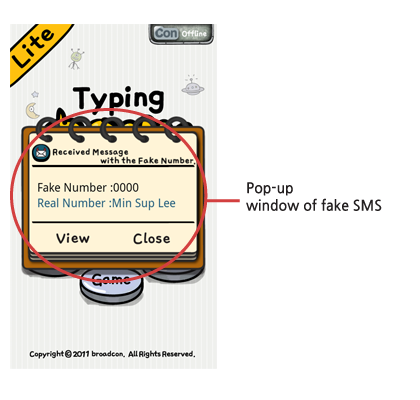 Lite
Con Offline
Typing
Received Message
with the Fake Number.
Fake Number :0000
Real Number :Min Sup Lee
View Close
Game
Copyright © 2011 broadcon. All Rights Reserved.
Pop-up
window of fake SMS